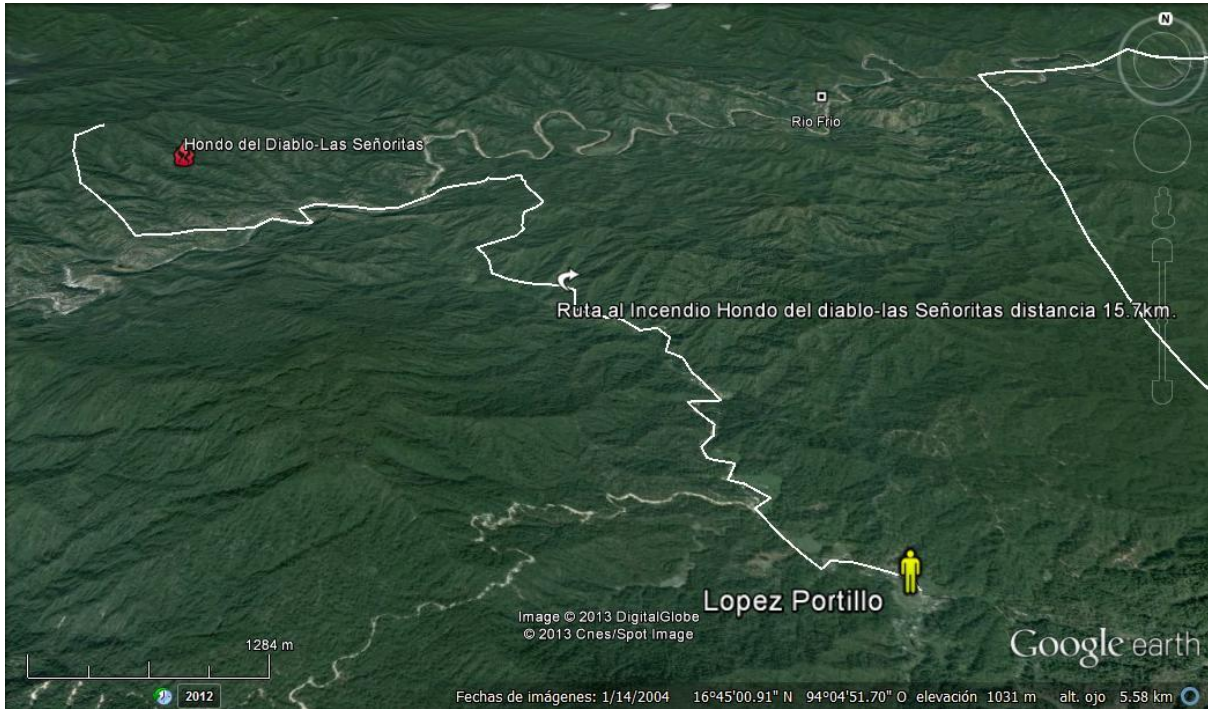 N
Rio Frio
Hondo del Diablo-Las Señoritas
Ruta al Incendio Hondo del diablo-las Señoritas distancia 15.7km.
Lopez Portillo
Image © 2013 DigitalGlobe
© 2013 Cnes/Spot Image
Google earth
1284 m
2012
Fechas de imágenes: 1/14/2004 16°45'00.91" N 94°04'51.70" O elevación 1031 m alt. ojo 5.58 km